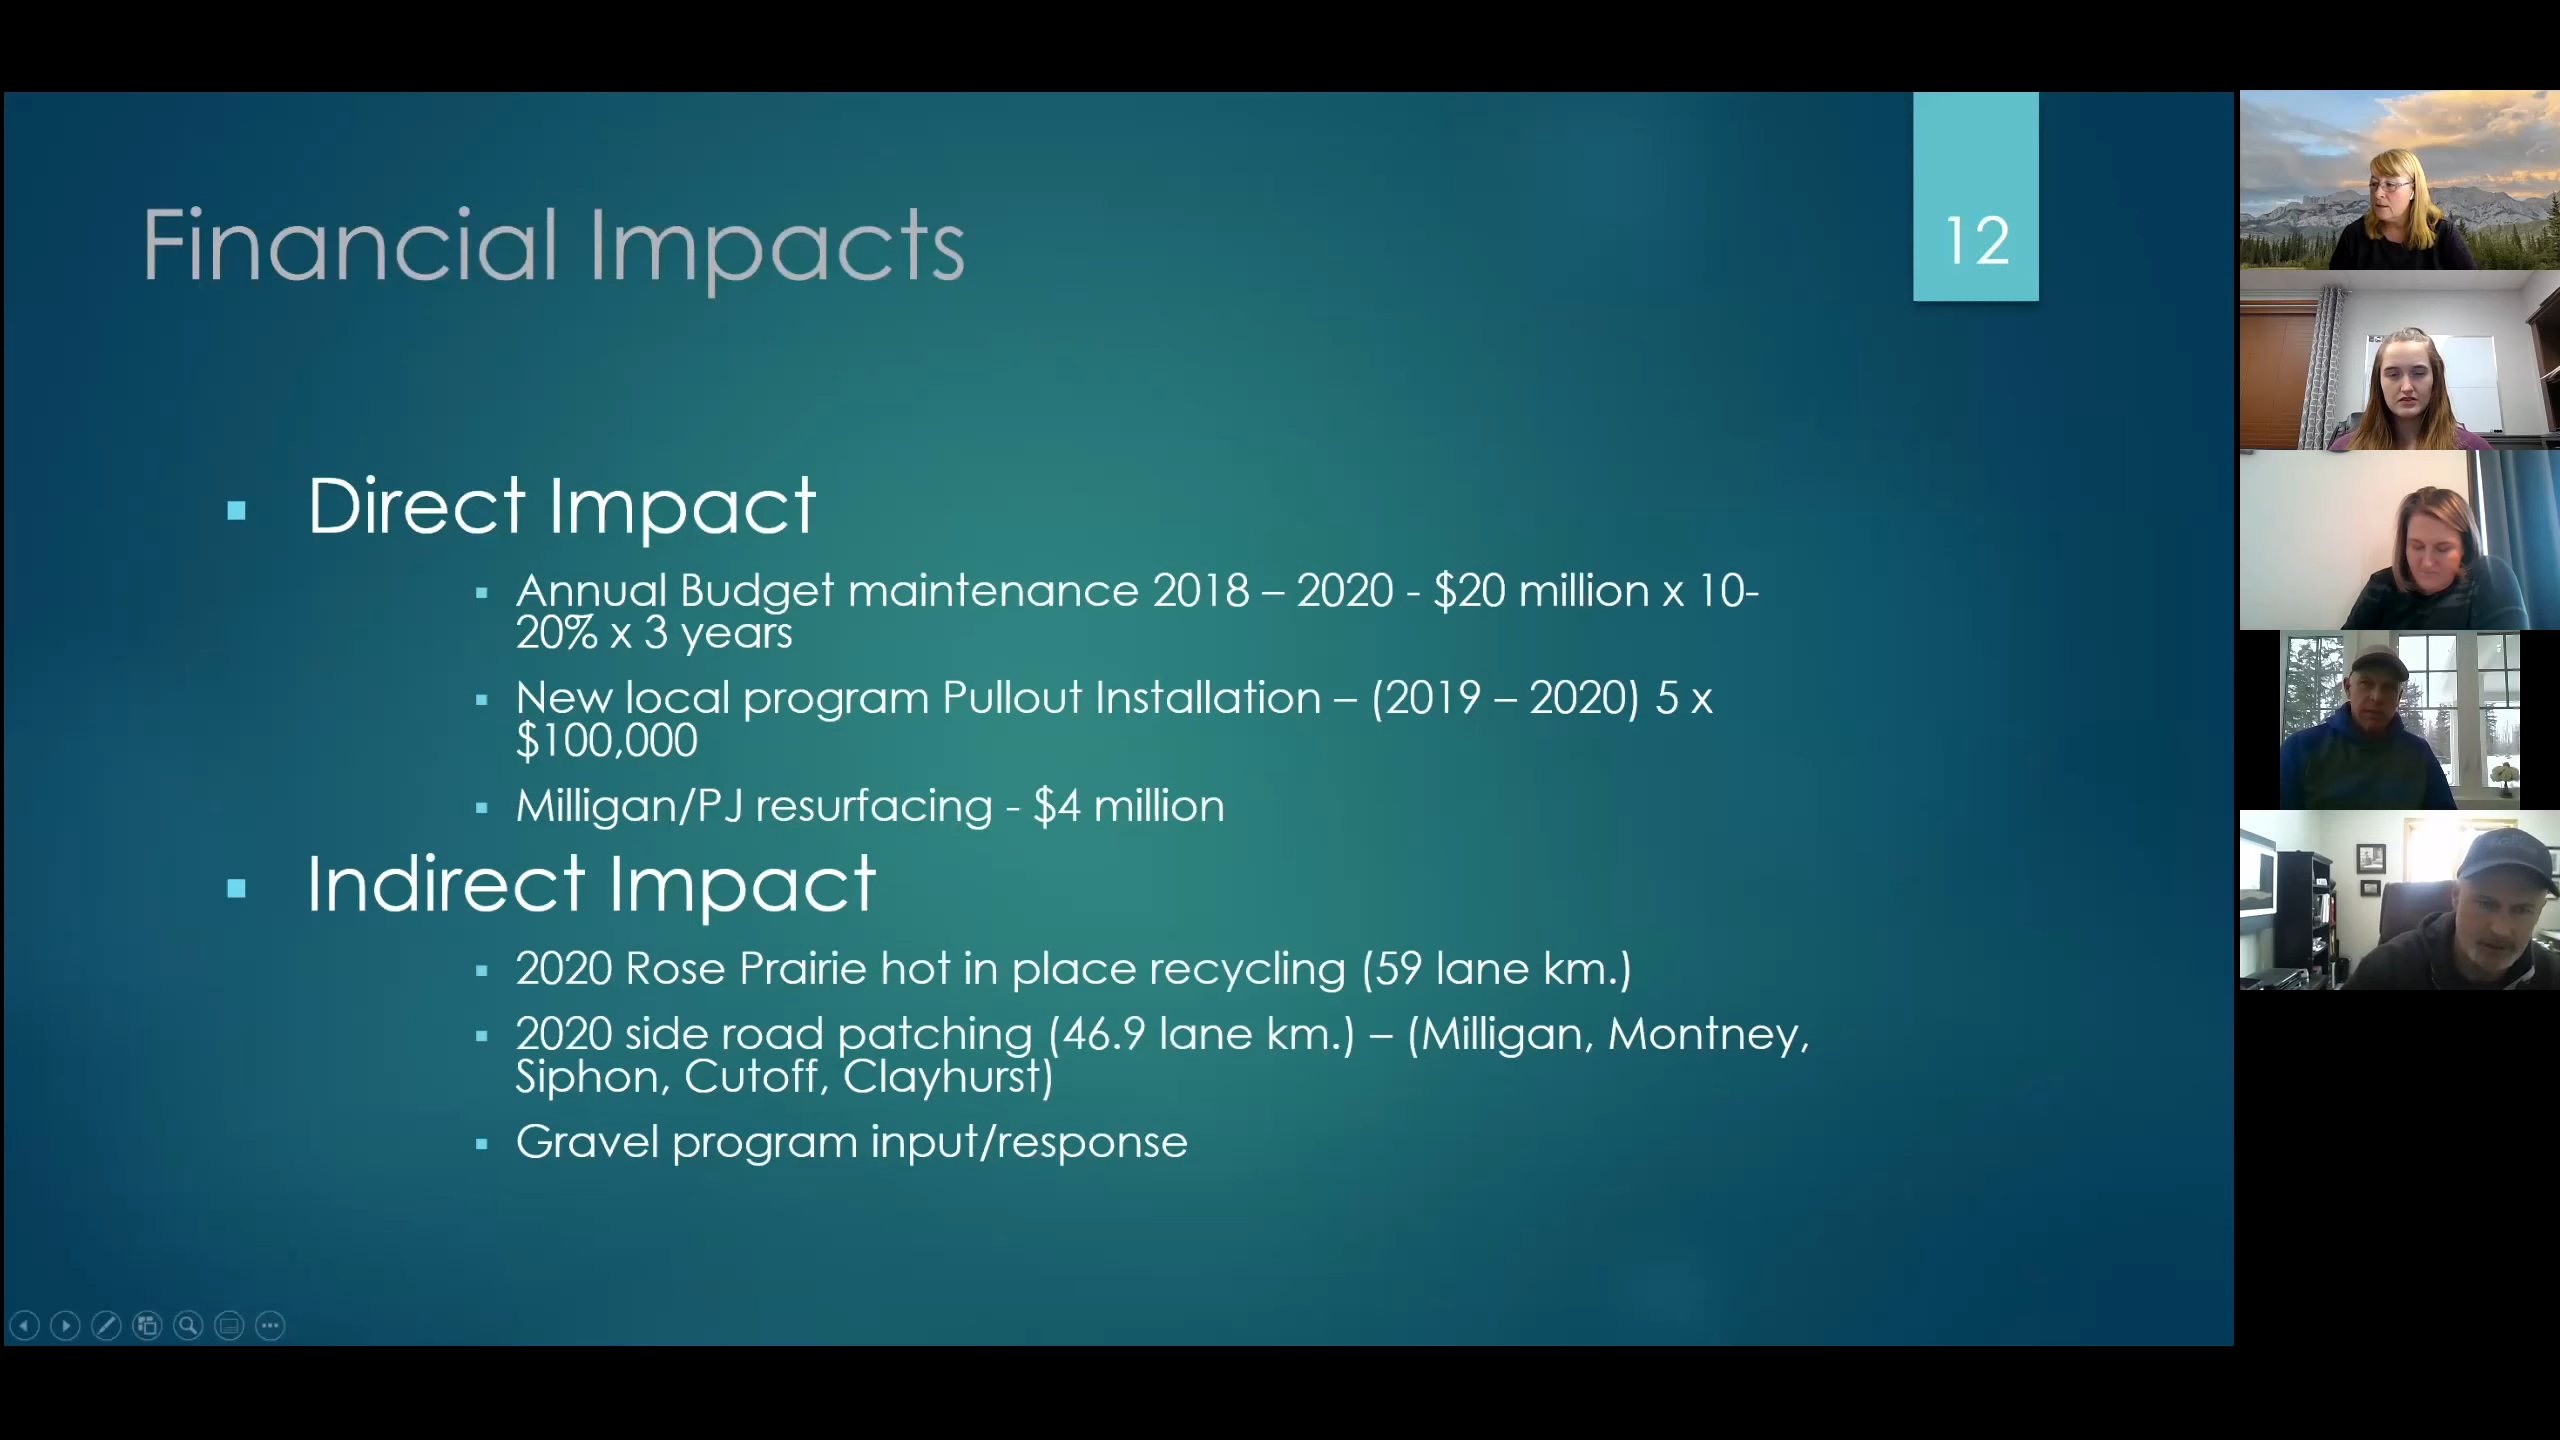 Financial Impacts
12
Direct Impact
Annual Budget maintenance 2018 – 2020 - $20 million x 10-
20% x 3 years
New local program Pullout Installation – (2019 – 2020) 5 x
$100,000
Milligan/PJ resurfacing - $4 million
Indirect Impact
2020 Rose Prairie hot in place recycling (59 lane km.)
2020 side road patching (46.9 lane km.) – (Milligan, Montney,
Siphon, Cutoff, Clayhurst)
Gravel program input/response